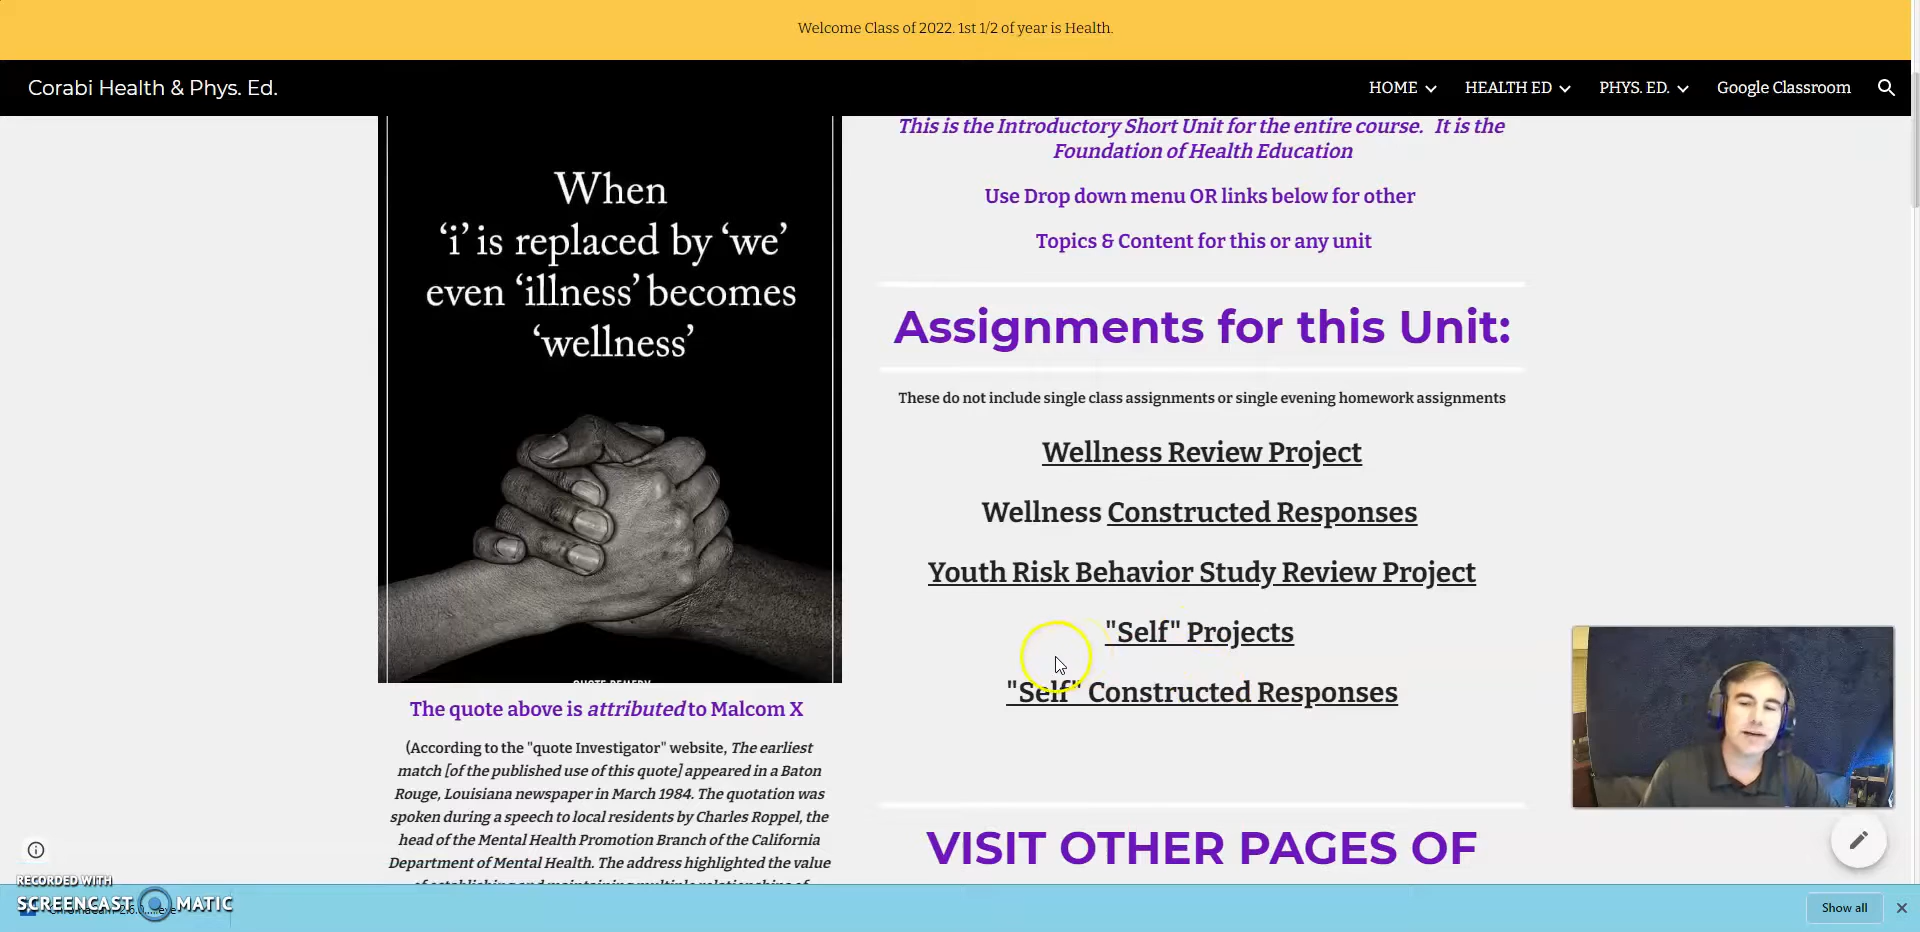 Welcome Class of 2022. 1st 1/2 of year is Health.
Corabi Health & Phys. Ed.
HOME
HEALTH ED
PHYS. ED.
Google Classroom
When
‘i’ is replaced by ‘we’
even ‘illness’ becomes
‘wellness’
The quote above is attributed to Malcom X
(According to the "quote Investigator" website, The earliest
match [of the published use of this quote] appeared in a Baton
Rouge, Louisiana newspaper in March 1984. The quotation was
spoken during a speech to local residents by Charles Roppel, the
head of the Mental Health Promotion Branch of the California
Department of Mental Health. The address highlighted the value
This is the Introductory Short Unit for the entire course. It is the
Foundation of Health Education
Use Drop down menu OR links below for other
Topics & Content for this or any unit
Assignments for this Unit:
These do not include single class assignments or single evening homework assignments
Wellness Review Project
Wellness Constructed Responses
Youth Risk Behavior Study Review Project
"Self" Projects
"Self" Constructed Responses
VISIT OTHER PAGES OF
RECORDED WITH
SCREENCAST MATIC
Show all